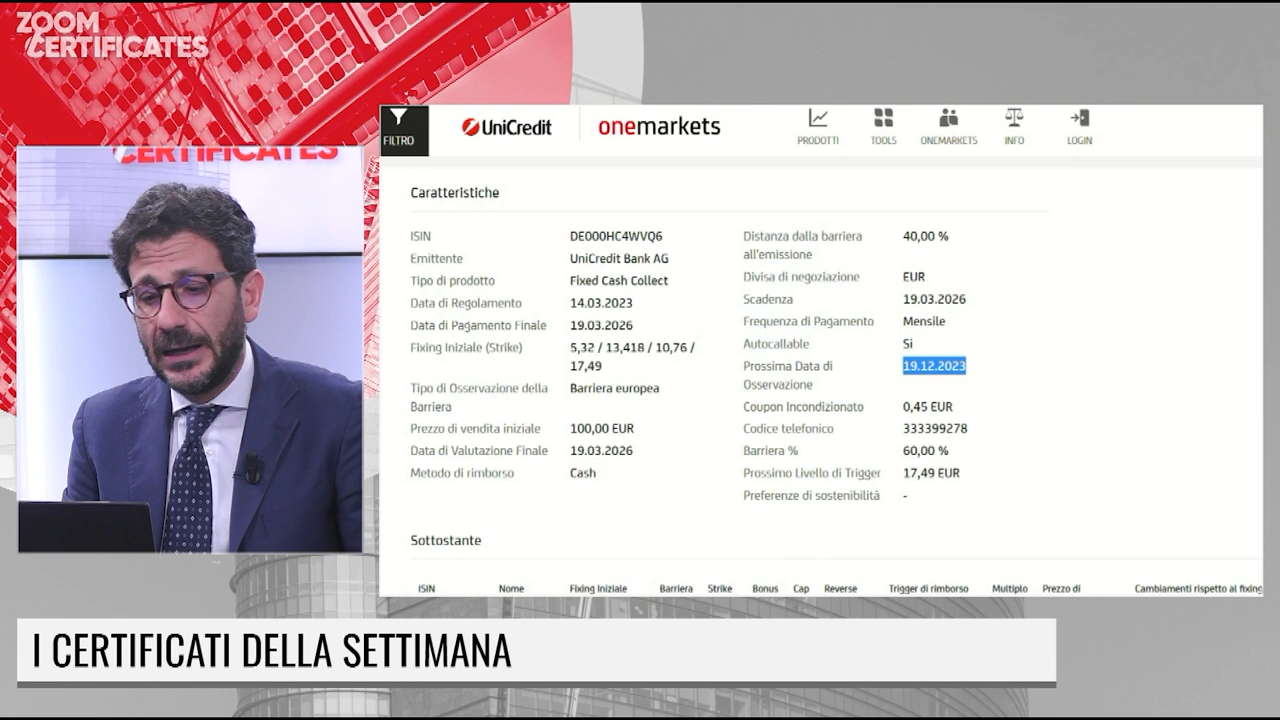 ZOOM
CERTIFICATES
CERTIFICATES
FILTRO
UniCredit
onemarkets
PRODOTTI
TOOLS
ONEMARKETS
INFO
LOGIN
Caratteristiche
ISIN DE000HC4WVQ6
Emittente UniCredit Bank AG
Tipo di prodotto Fixed Cash Collect
Data di Regolamento 14.03.2023
Data di Pagamento Finale 19.03.2026
Fixing Iniziale (Strike) 5,32 / 13,418 / 10,76 /
17,49
Tipo di Osservazione della Barriera europea
Barriera
Prezzo di vendita iniziale 100,00 EUR
Data di Valutazione Finale 19.03.2026
Metodo di rimborso Cash
Distanza dalla barriera 40,00 %
all'emissione
Divisa di negoziazione EUR
Scadenza 19.03.2026
Frequenza di Pagamento Mensile
Autocallable Si
Prossima Data di 19.12.2023
Osservazione
Coupon Incondizionato 0,45 EUR
Codice telefonico 333399278
Barriera % 60,00 %
Prossimo Livello di Trigger 17,49 EUR
Preferenze di sostenibilità -
Sottostante
ISIN Nome Fixing Iniziale Barriera Strike Bonus Cap Reverse Trigger di rimborso Multiplo Prezzo di Cambiamenti rispetto al fixing
I CERTIFICATI DELLA SETTIMANA